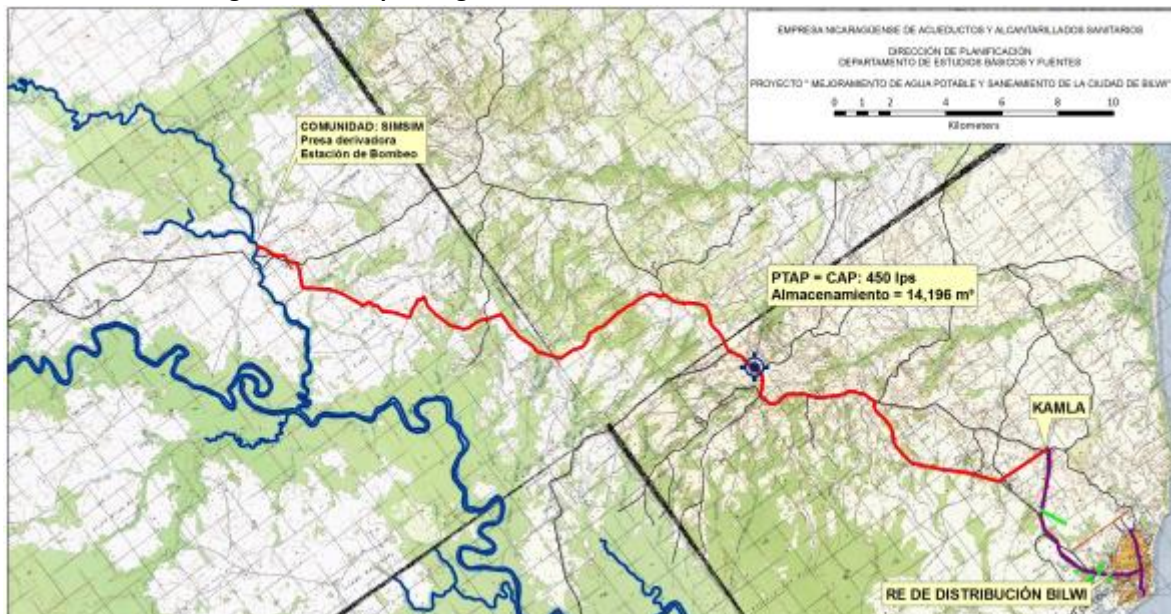 EMPRESA NICARAGÜENSE DE ACUEDUCTOS Y ALCANTARILLADOS SANITARIOS
DIRECCIÓN DE PLANIFICACIÓN
DEPARTAMENTO DE ESTUDIOS BÁSICOS Y FUENTES
PROYECTO " MEJORAMIENTO DE AGUA POTABLE Y SANEAMIENTO DE LA CIUDAD DE BILWI"
0 1 2 4 6 8 10
Kilometers
COMUNIDAD: SIMSIM
Presa derivadora
Estación de Bombeo
PTAP = CAP: 450 lps
Almacenamiento = 14,196 m³
KAMLA
RE DE DISTRIBUCIÓN BILWI